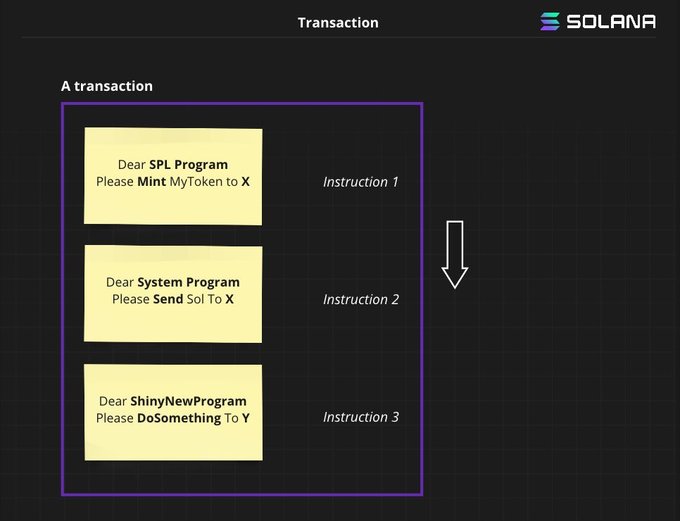 Transaction
SOLANA
A transaction
Dear SPL Program
Please Mint MyToken to X
Instruction 1
Dear System Program
Please Send Sol To X
Instruction 2
Dear ShinyNewProgram
Please DoSomething To Y
Instruction 3